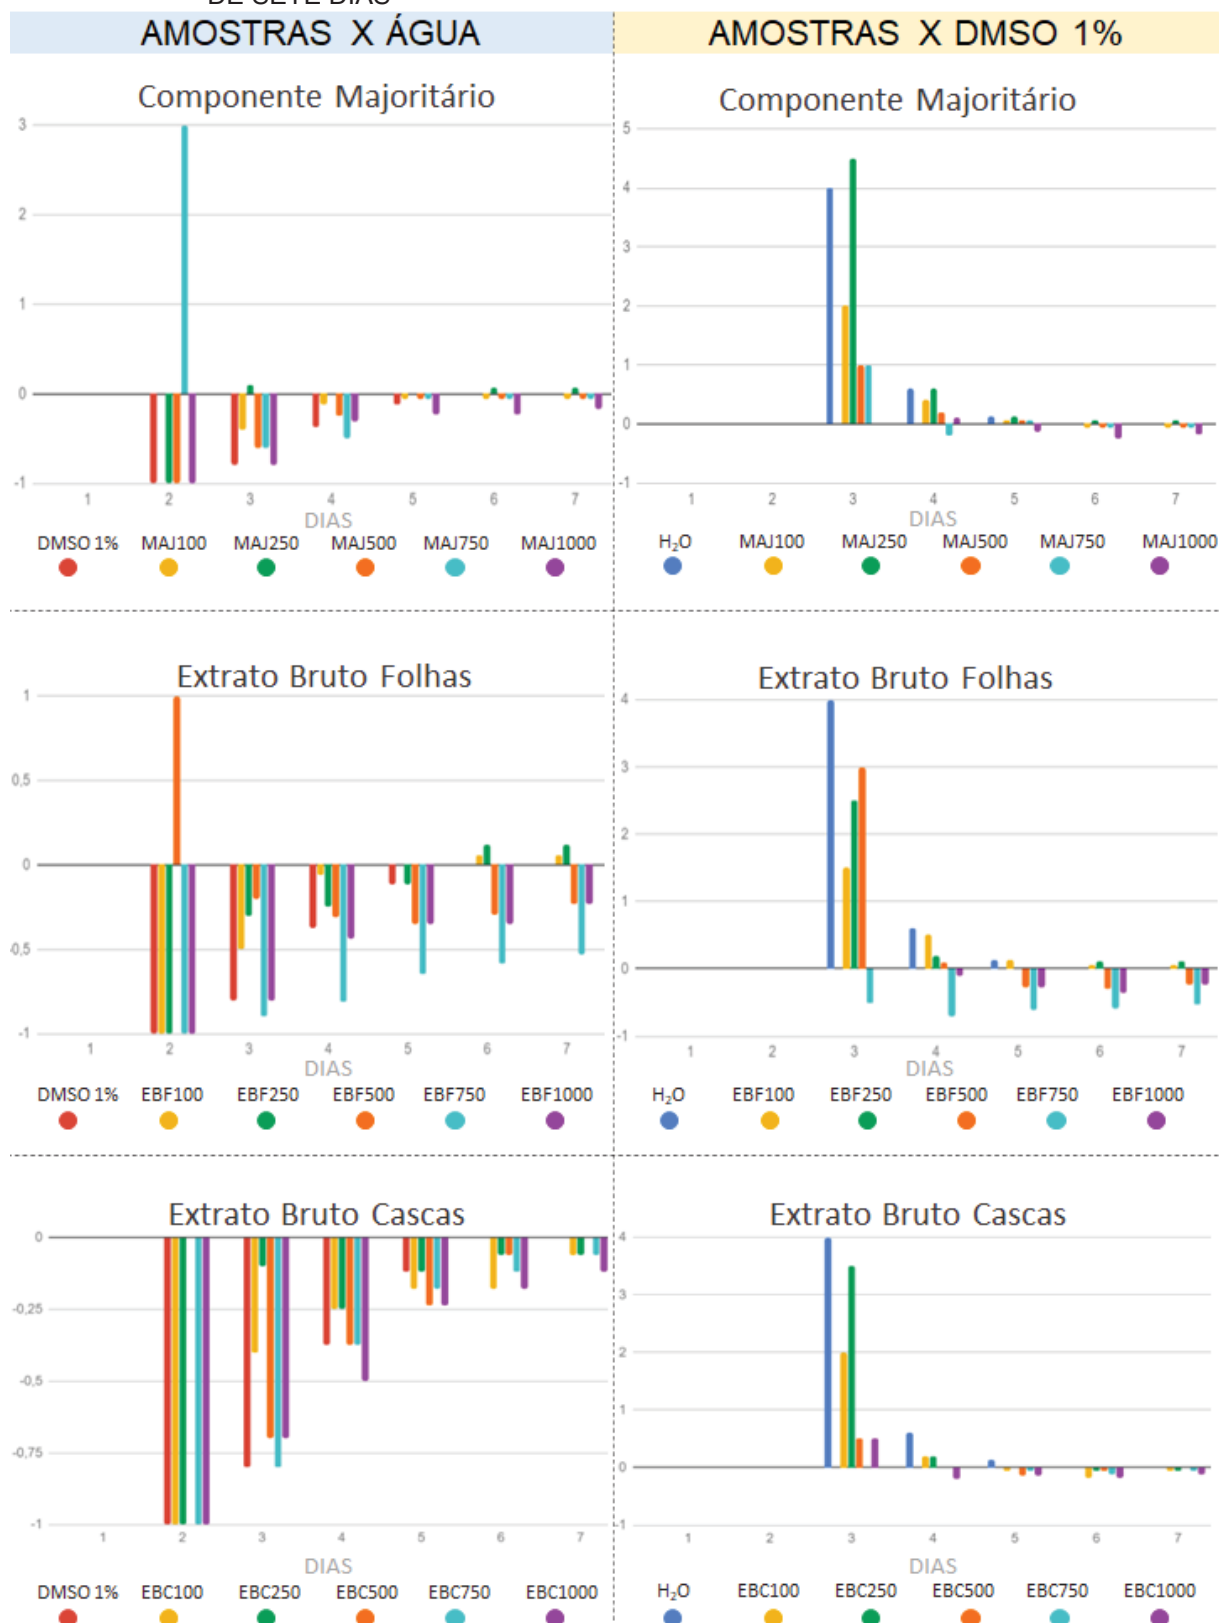 DE SETE DIAS
AMOSTRAS X ÁGUA
AMOSTRAS X DMSO 1%
Componente Majoritário
3
2
1
0
-1
1 2 3 4 5 6 7
DIAS
DMSO 1% MAJ100 MAJ250 MAJ500 MAJ750 MAJ1000
Componente Majoritário
5
4
3
2
1
0
-1
1 2 3 4 5 6 7
DIAS
H₂O MAJ100 MAJ250 MAJ500 MAJ750 MAJ1000
Extrato Bruto Folhas
1
0,5
0
-0,5
-1
1 2 3 4 5 6 7
DIAS
DMSO 1% EBF100 EBF250 EBF500 EBF750 EBF1000
Extrato Bruto Folhas
4
3
2
1
0
-1
1 2 3 4 5 6 7
DIAS
H₂O EBF100 EBF250 EBF500 EBF750 EBF1000
Extrato Bruto Cascas
0
-0,25
-0,5
-0,75
-1
1 2 3 4 5 6 7
DIAS
DMSO 1% EBC100 EBC250 EBC500 EBC750 EBC1000
Extrato Bruto Cascas
4
3
2
1
0
-1
1 2 3 4 5 6 7
DIAS
H₂O EBC100 EBC250 EBC500 EBC750 EBC1000